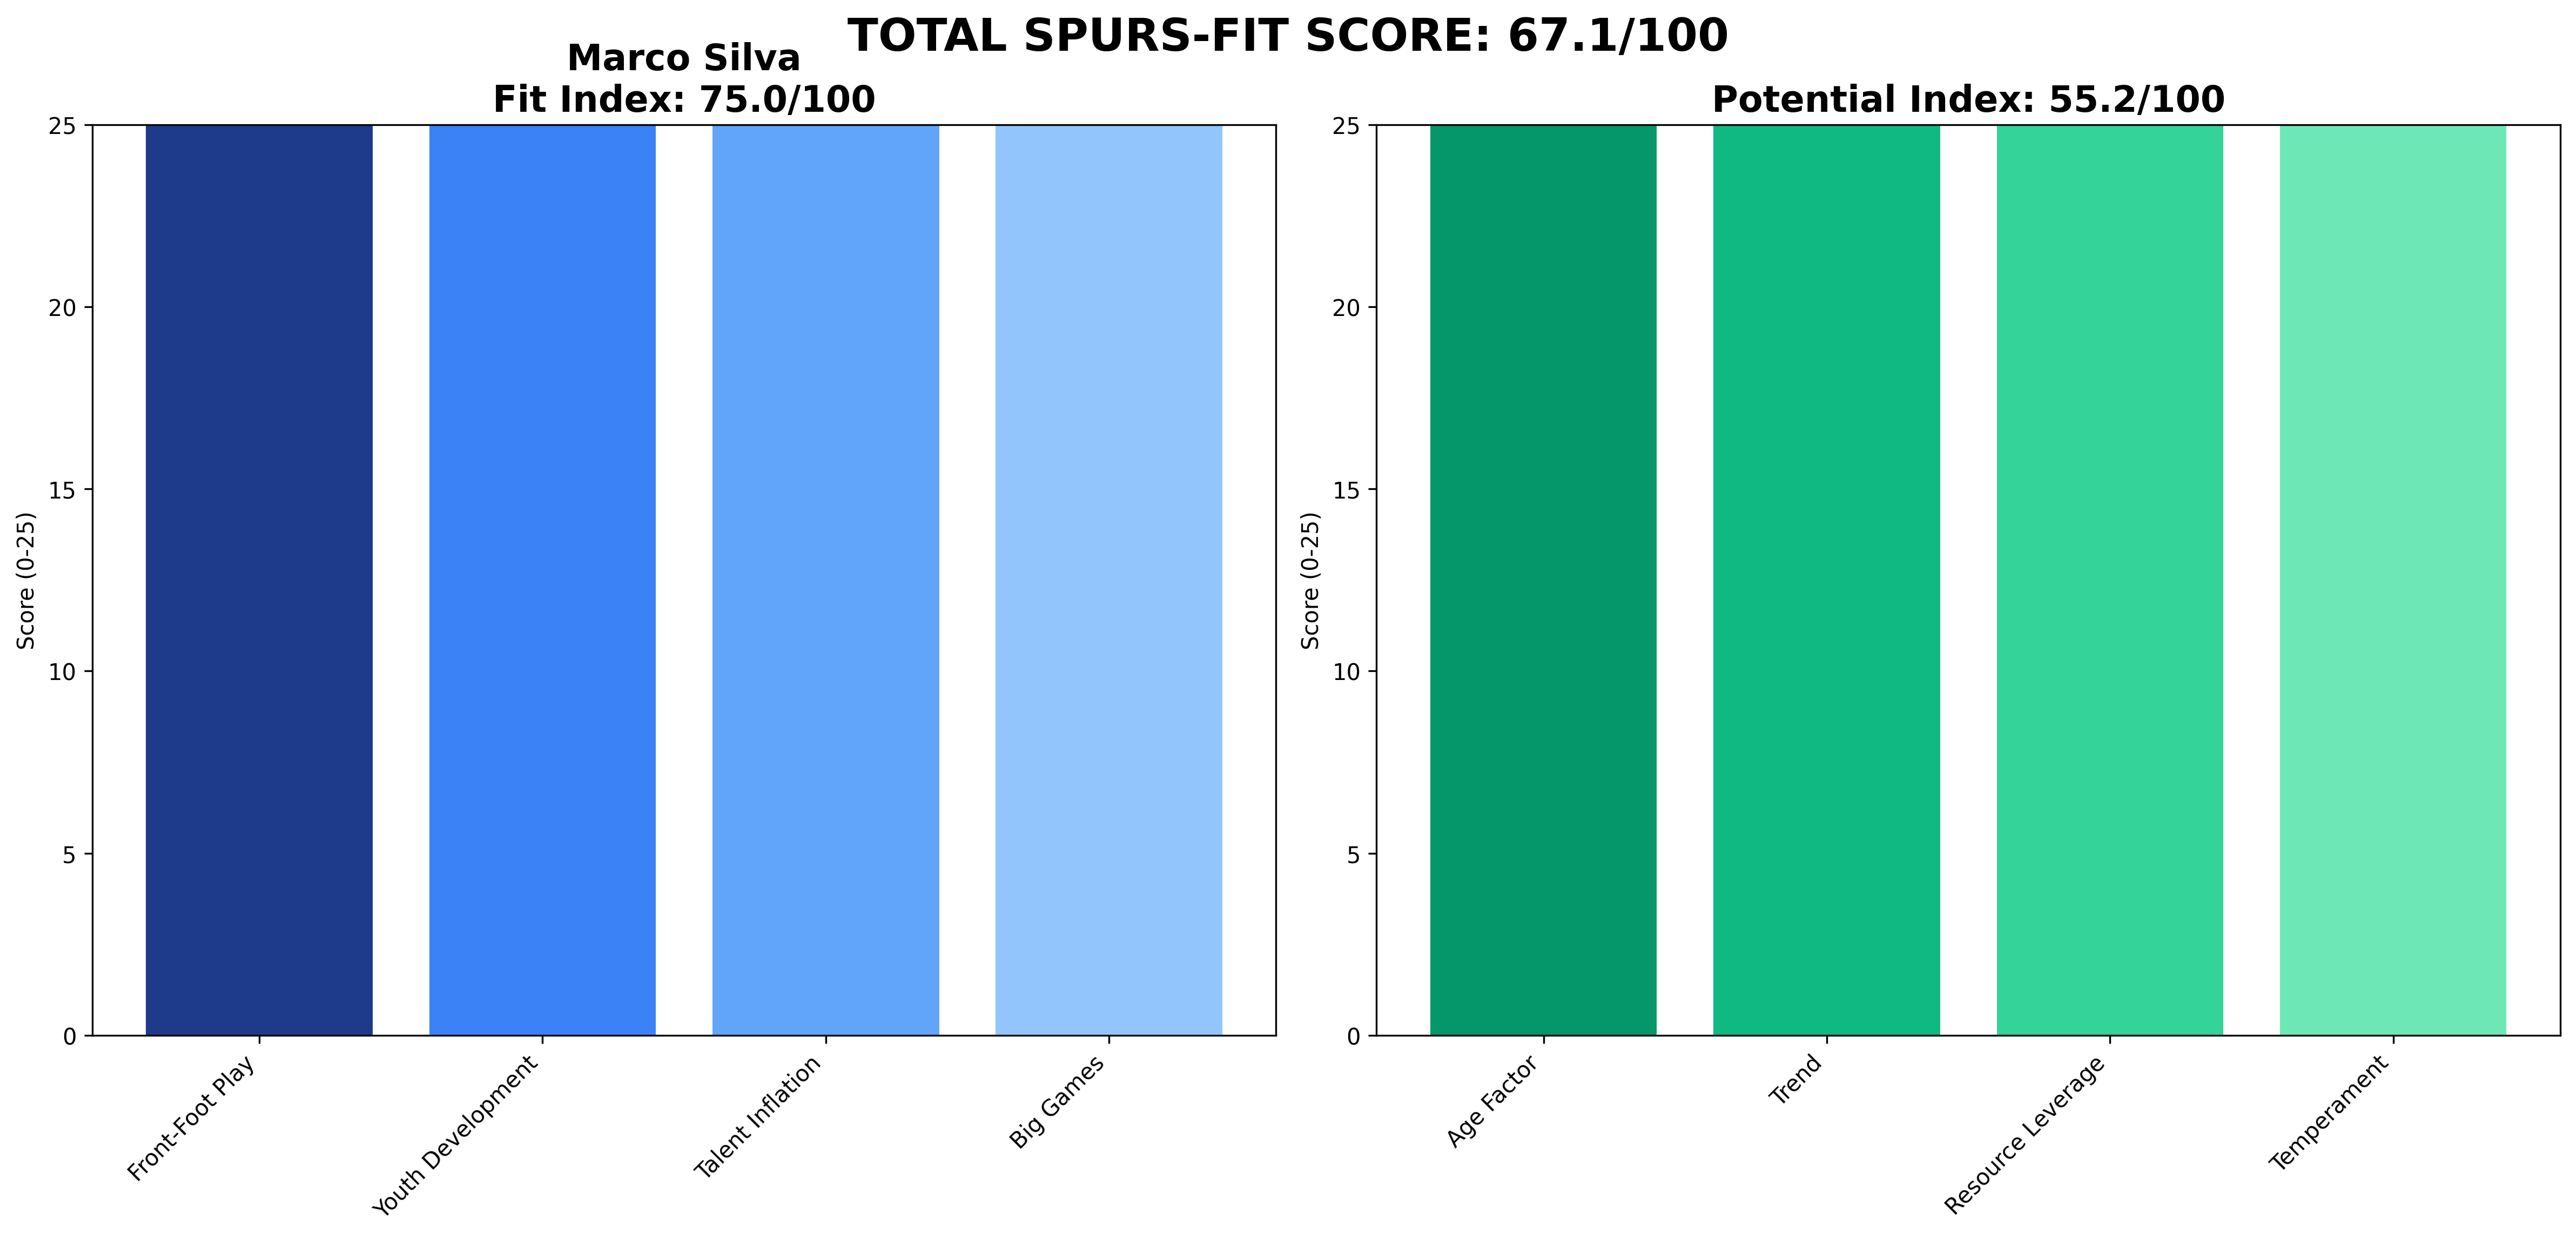 TOTAL SPURS-FIT SCORE: 67.1/100
Marco Silva
Fit Index: 75.0/100
25
20
15
10
5
0
Score (0-25)
Front-Foot Play
Youth Development
Talent Inflation
Big Games
Potential Index: 55.2/100
25
20
15
10
5
0
Score (0-25)
Age Factor
Trend
Resource Leverage
Temperament